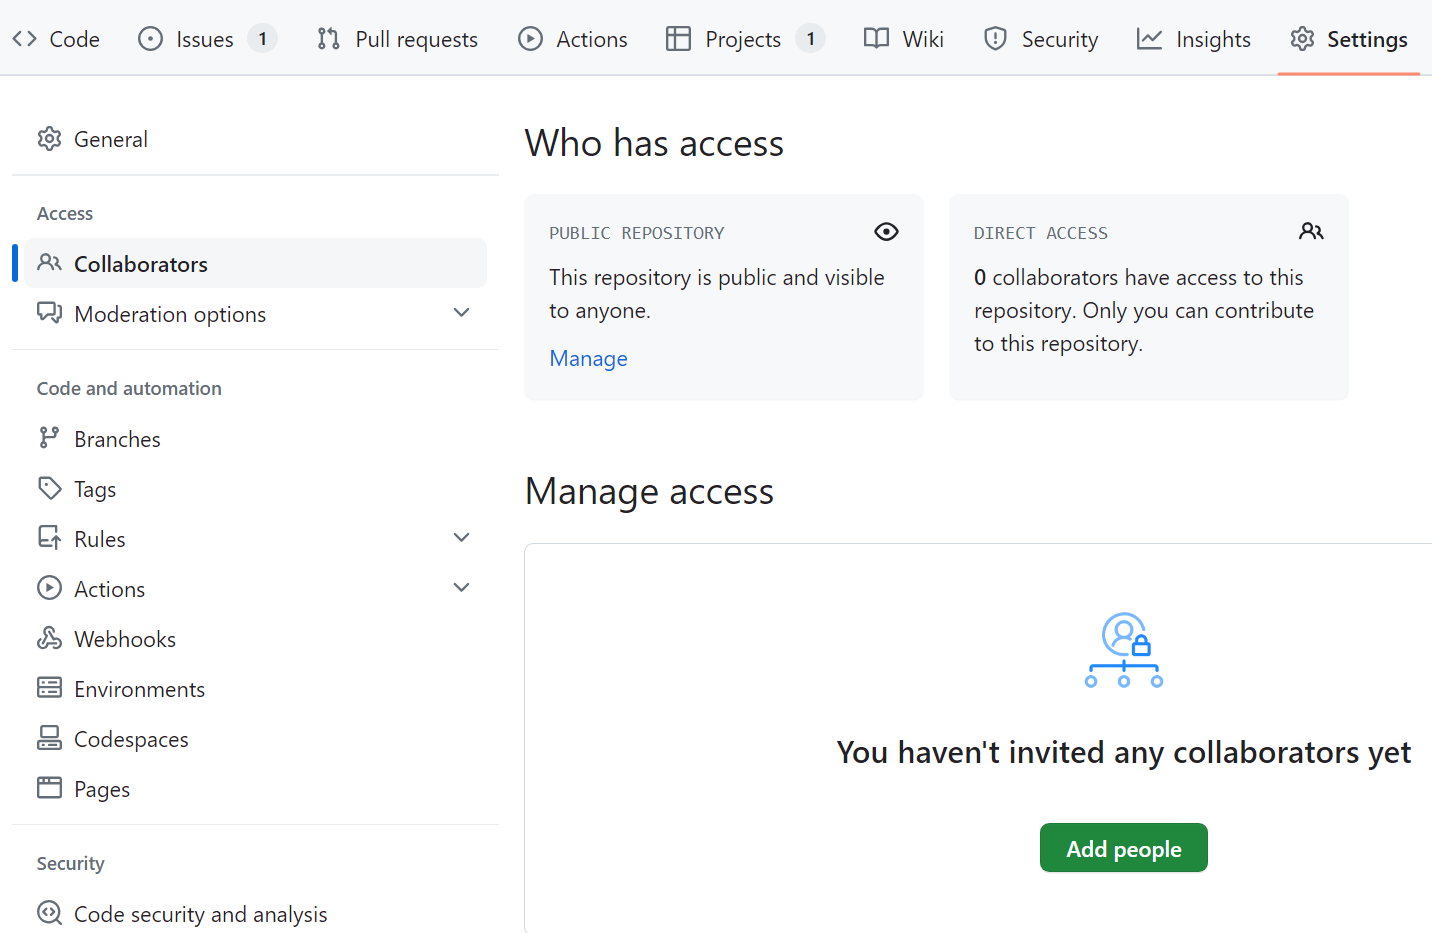 Code Issues 1 Pull requests Actions Projects 1 Wiki Security Insights Settings
General
Access
Collaborators
Moderation options
Code and automation
Branches
Tags
Rules
Actions
Webhooks
Environments
Codespaces
Pages
Security
Code security and analysis
Who has access
PUBLIC REPOSITORY
This repository is public and visible
to anyone.
Manage
DIRECT ACCESS
0 collaborators have access to this
repository. Only you can contribute
to this repository.
Manage access
You haven't invited any collaborators yet
Add people